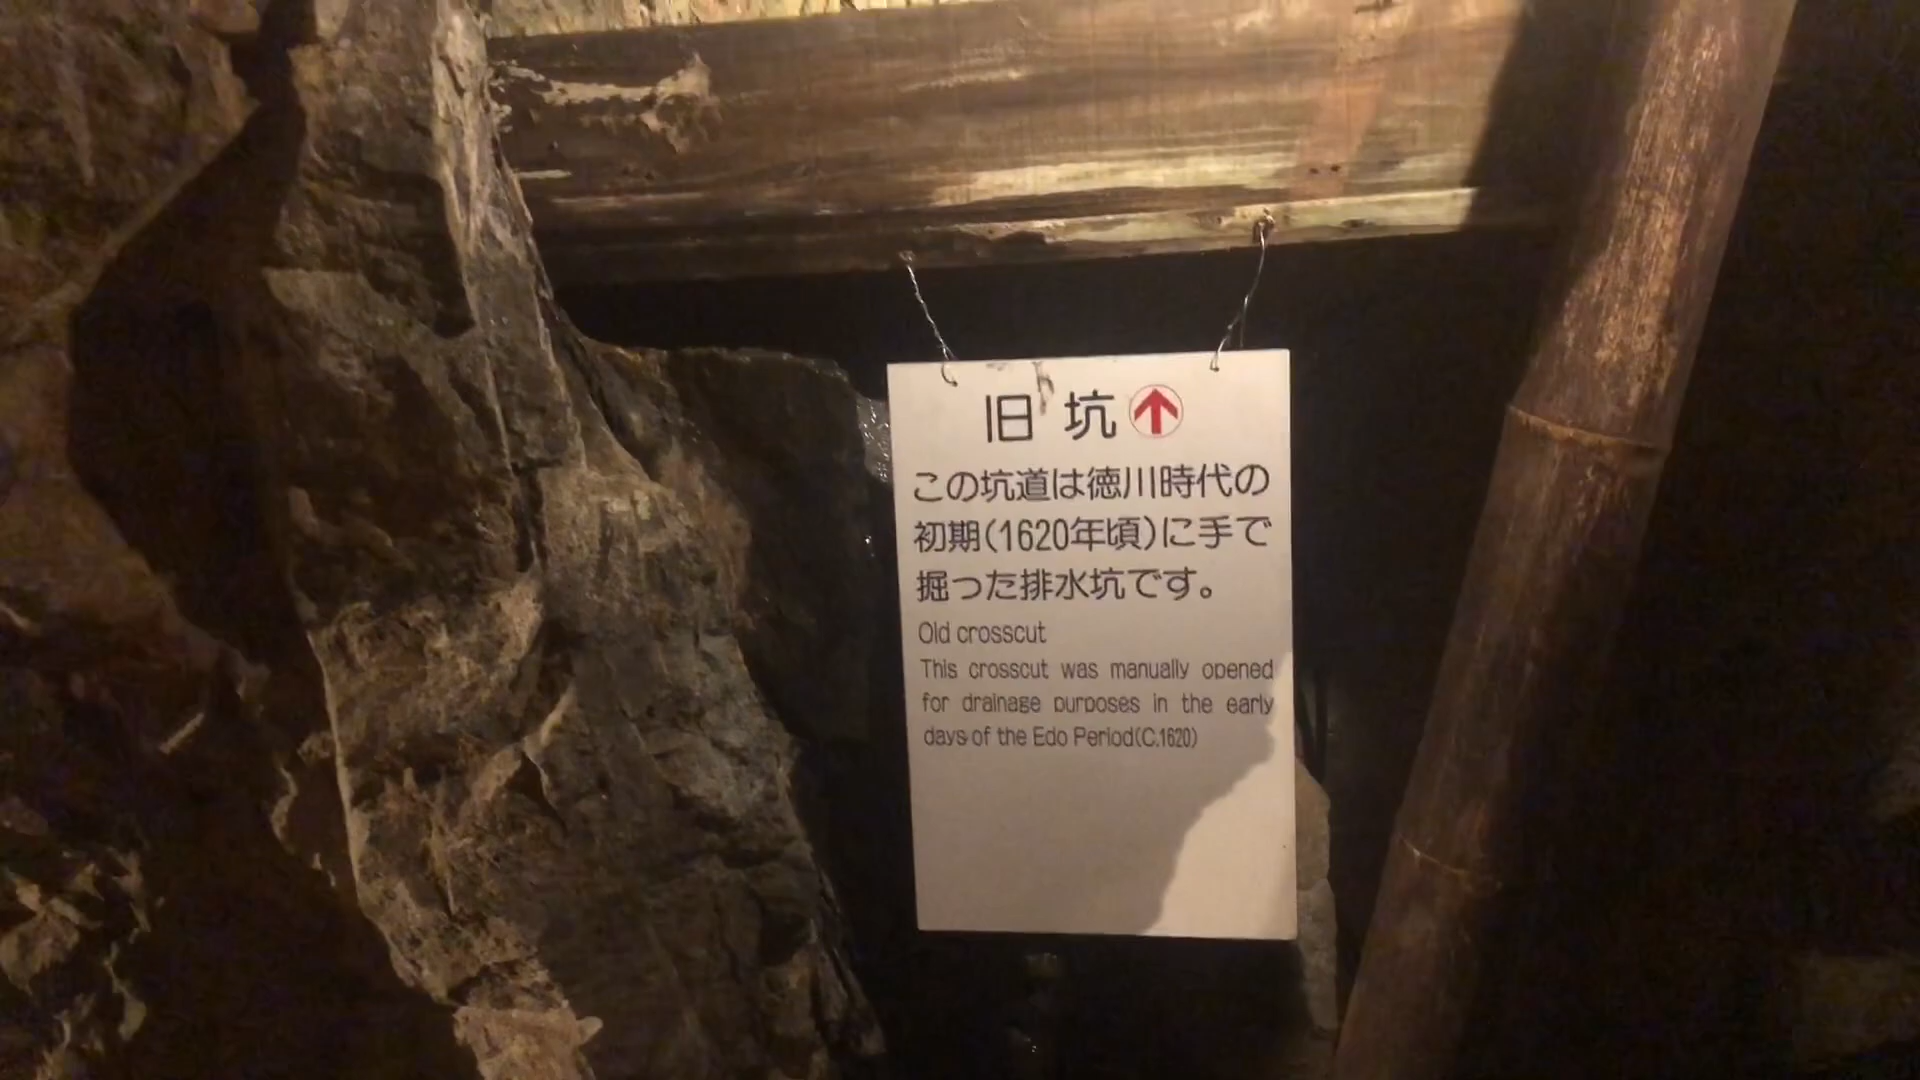 旧坑
この坑道は徳川時代の
初期(1620年頃)に手で
掘った排水坑です。
Old crosscut
This crosscut was manually opened
for drainage purposes in the early
days of the Edo Period(C.1620)